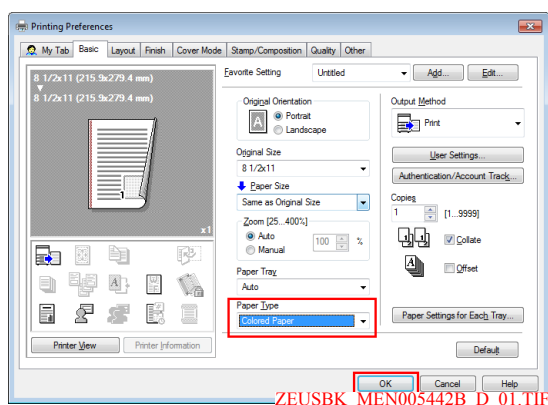 Printing Preferences
My Tab Basic Layout Finish Cover Mode Stamp/Composition Quality Other
8 1/2x11 (215.9x279.4 mm)
8 1/2x11 (215.9x279.4 mm)
1
x1
Printer View Printer Information
Favorite Setting Untitled Add... Edit...
Original Orientation
A
Portrait
Landscape
Original Size
8 1/2x11
Paper Size
Same as Original Size
Zoom [25...400%]
Auto
Manual
100 %
Paper Tray
Auto
Paper Type
Colored Paper
Output Method
Print
User Settings...
Authentication/Account Track...
Copies
1 [1...9999]
Collate
Offset
Paper Settings for Each Tray...
Default
OK Cancel Help
ZEUSBK_MEN005442B_D_01.TIF